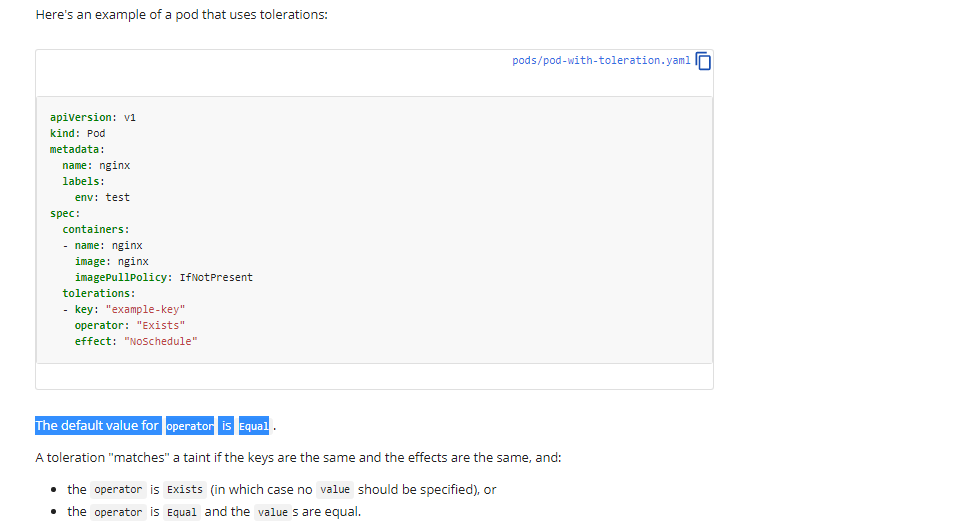 Here's an example of a pod that uses tolerations:
pods/pod-with-toleration.yaml
apiVersion: v1
kind: Pod
metadata:
  name: nginx
  labels:
    env: test
spec:
  containers:
  - name: nginx
    image: nginx
    imagePullPolicy: IfNotPresent
  tolerations:
  - key: "example-key"
    operator: "Exists"
    effect: "NoSchedule"
The default value for operator is Equal .
A toleration "matches" a taint if the keys are the same and the effects are the same, and:
• the operator is Exists (in which case no value should be specified), or
• the operator is Equal and the value s are equal.